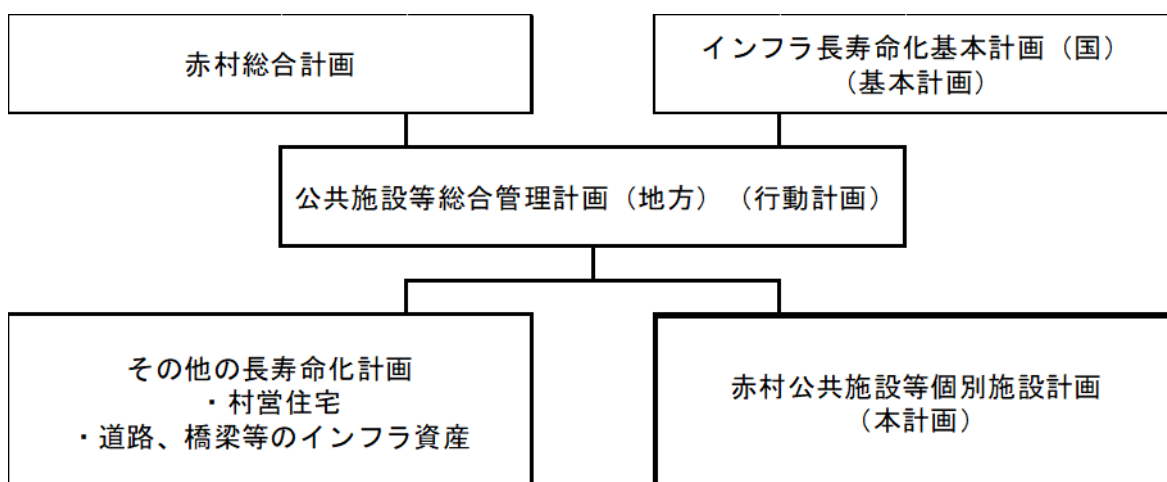 赤村総合計画
インフラ長寿命化基本計画（国）
（基本計画）
公共施設等総合管理計画（地方）（行動計画）
その他の長寿命化計画
・村営住宅
・道路、橋梁等のインフラ資産
赤村公共施設等個別施設計画
（本計画）